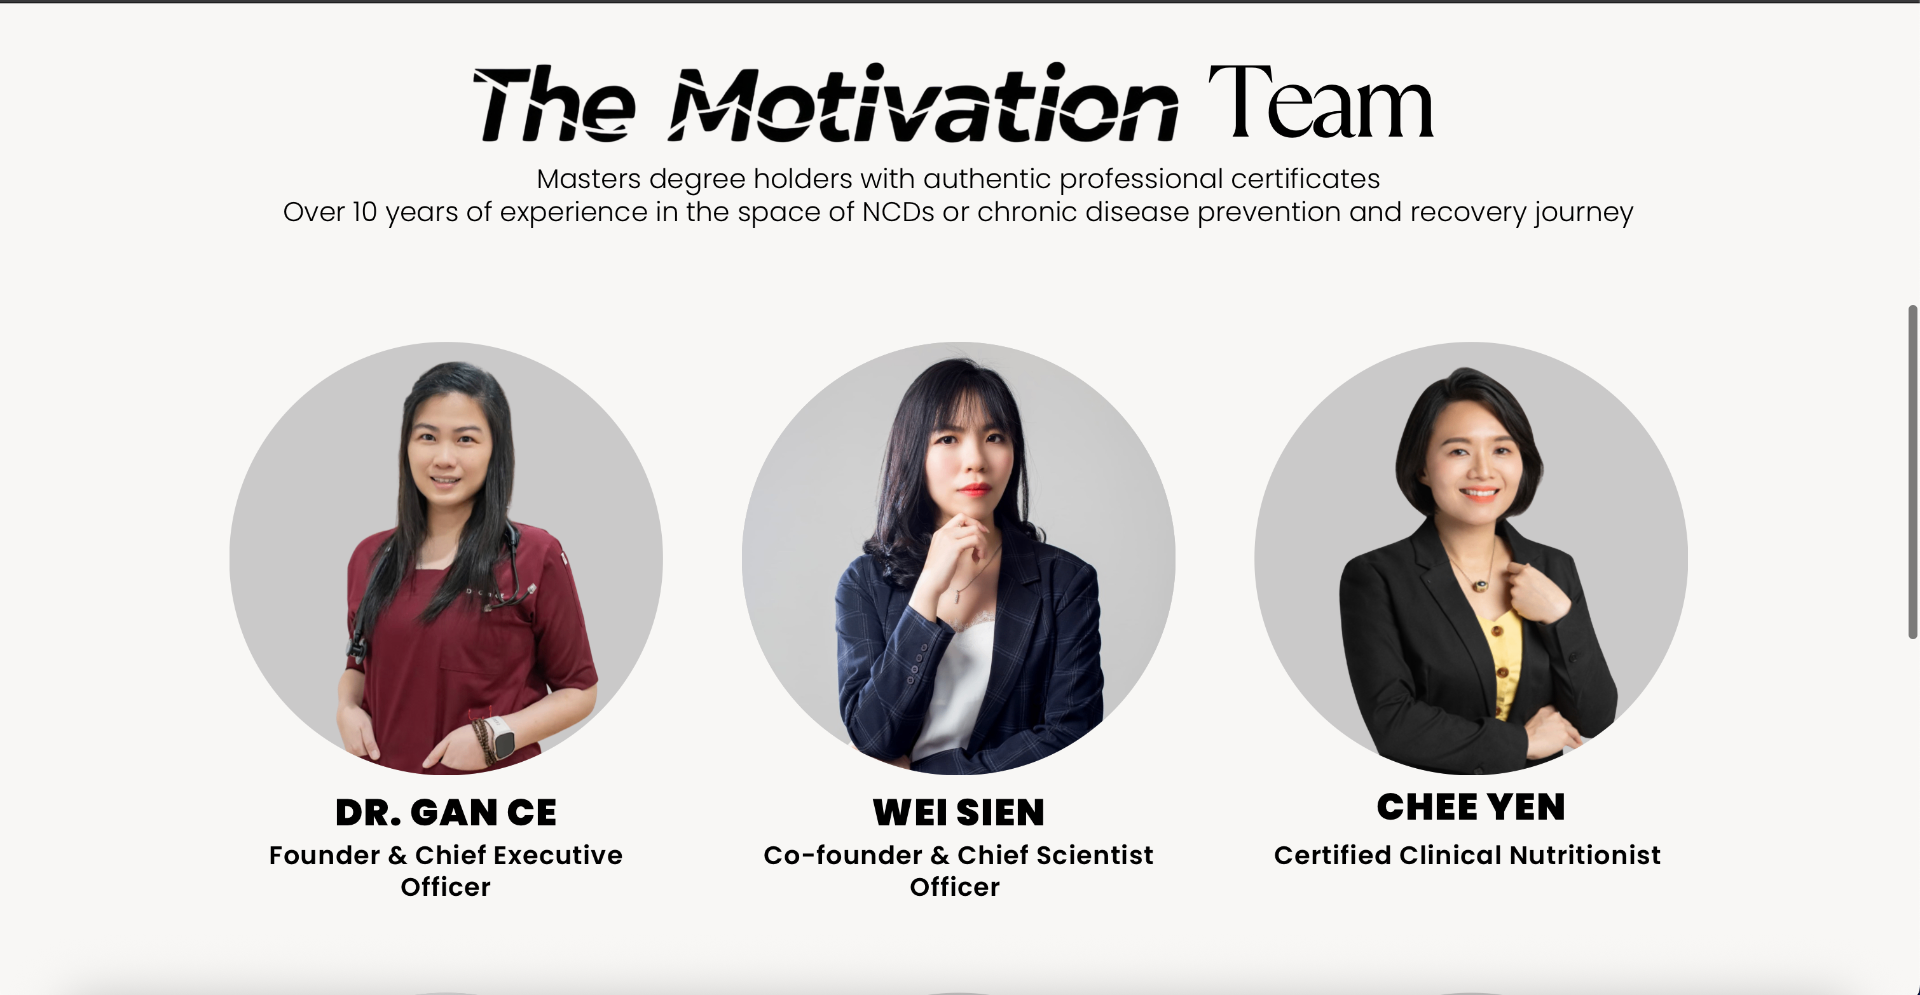 The Motivation Team
Masters degree holders with authentic professional certificates
Over 10 years of experience in the space of NCDs or chronic disease prevention and recovery journey
DR. GAN CE
Founder & Chief Executive
Officer
WEI SIEN
Co-founder & Chief Scientist
Officer
CHEE YEN
Certified Clinical Nutritionist